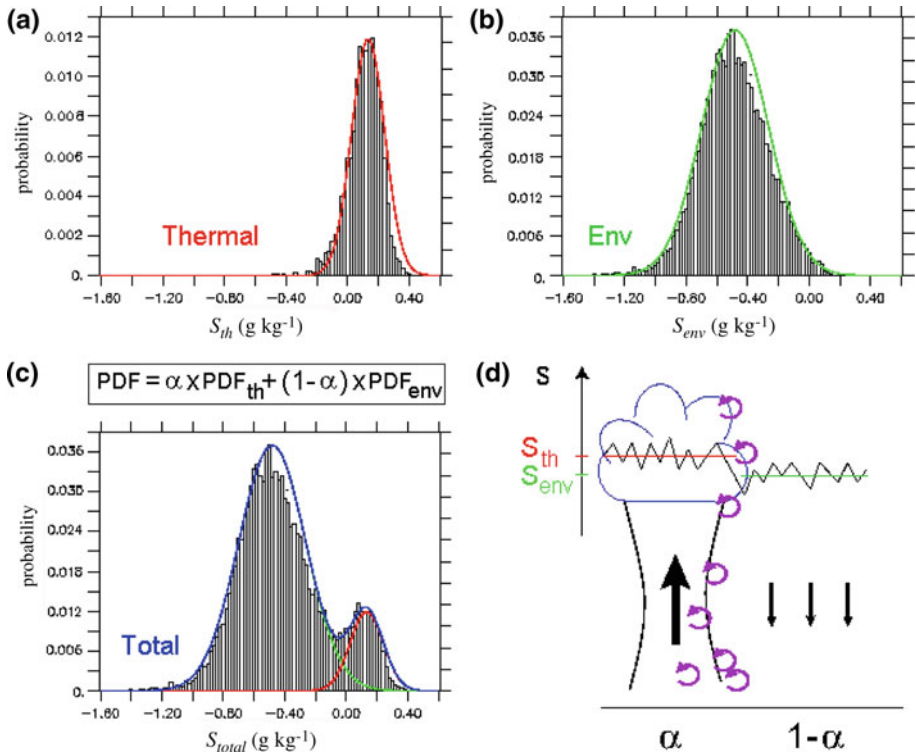 (a)
0.012
0.010
0.008
0.006
0.004
0.002
0.
probability
Thermal
−1.60 −1.20 −0.80 −0.40 0.00 0.40
S_th (g kg⁻¹)
(b)
0.036
0.030
0.024
0.018
0.012
0.006
0.
probability
Env
−1.60 −1.20 −0.80 −0.40 0.00 0.40
S_env (g kg⁻¹)
(c)
PDF = α x PDF_th + (1-α) x PDF_env
0.036
0.030
0.024
0.018
0.012
0.006
0.
probability
Total
−1.60 −1.20 −0.80 −0.40 0.00 0.40
S_total (g kg⁻¹)
(d)
S
S_th
S_env
α 1-α